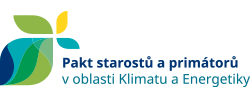 Pakt starostů a primátorů
v oblasti Klimatu a Energetiky